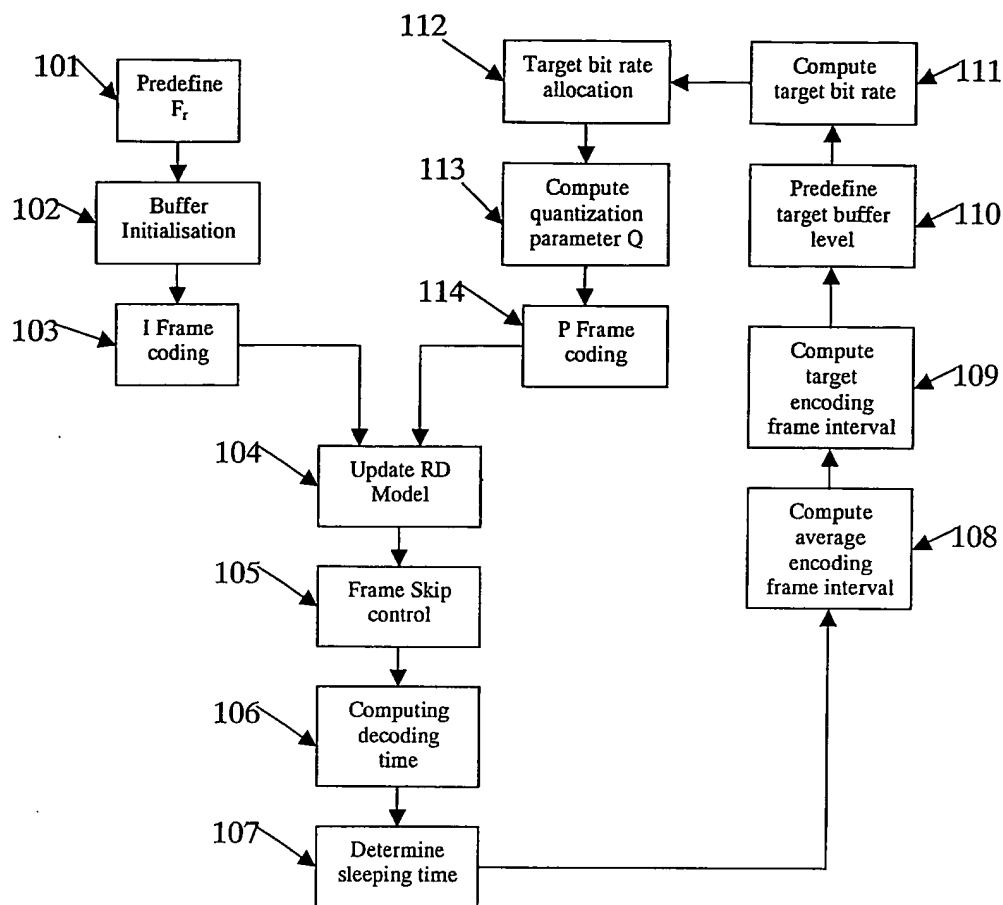 101
Predefine
Fr
102
Buffer
Initialisation
103
I Frame
coding
104
Update RD
Model
105
Frame Skip
control
106
Computing
decoding
time
107
Determine
sleeping time
108
Compute
average
encoding
frame interval
109
Compute
target
encoding
frame interval
110
Predefine
target buffer
level
111
Compute
target bit rate
112
Target bit rate
allocation
113
Compute
quantization
parameter Q
114
P Frame
coding